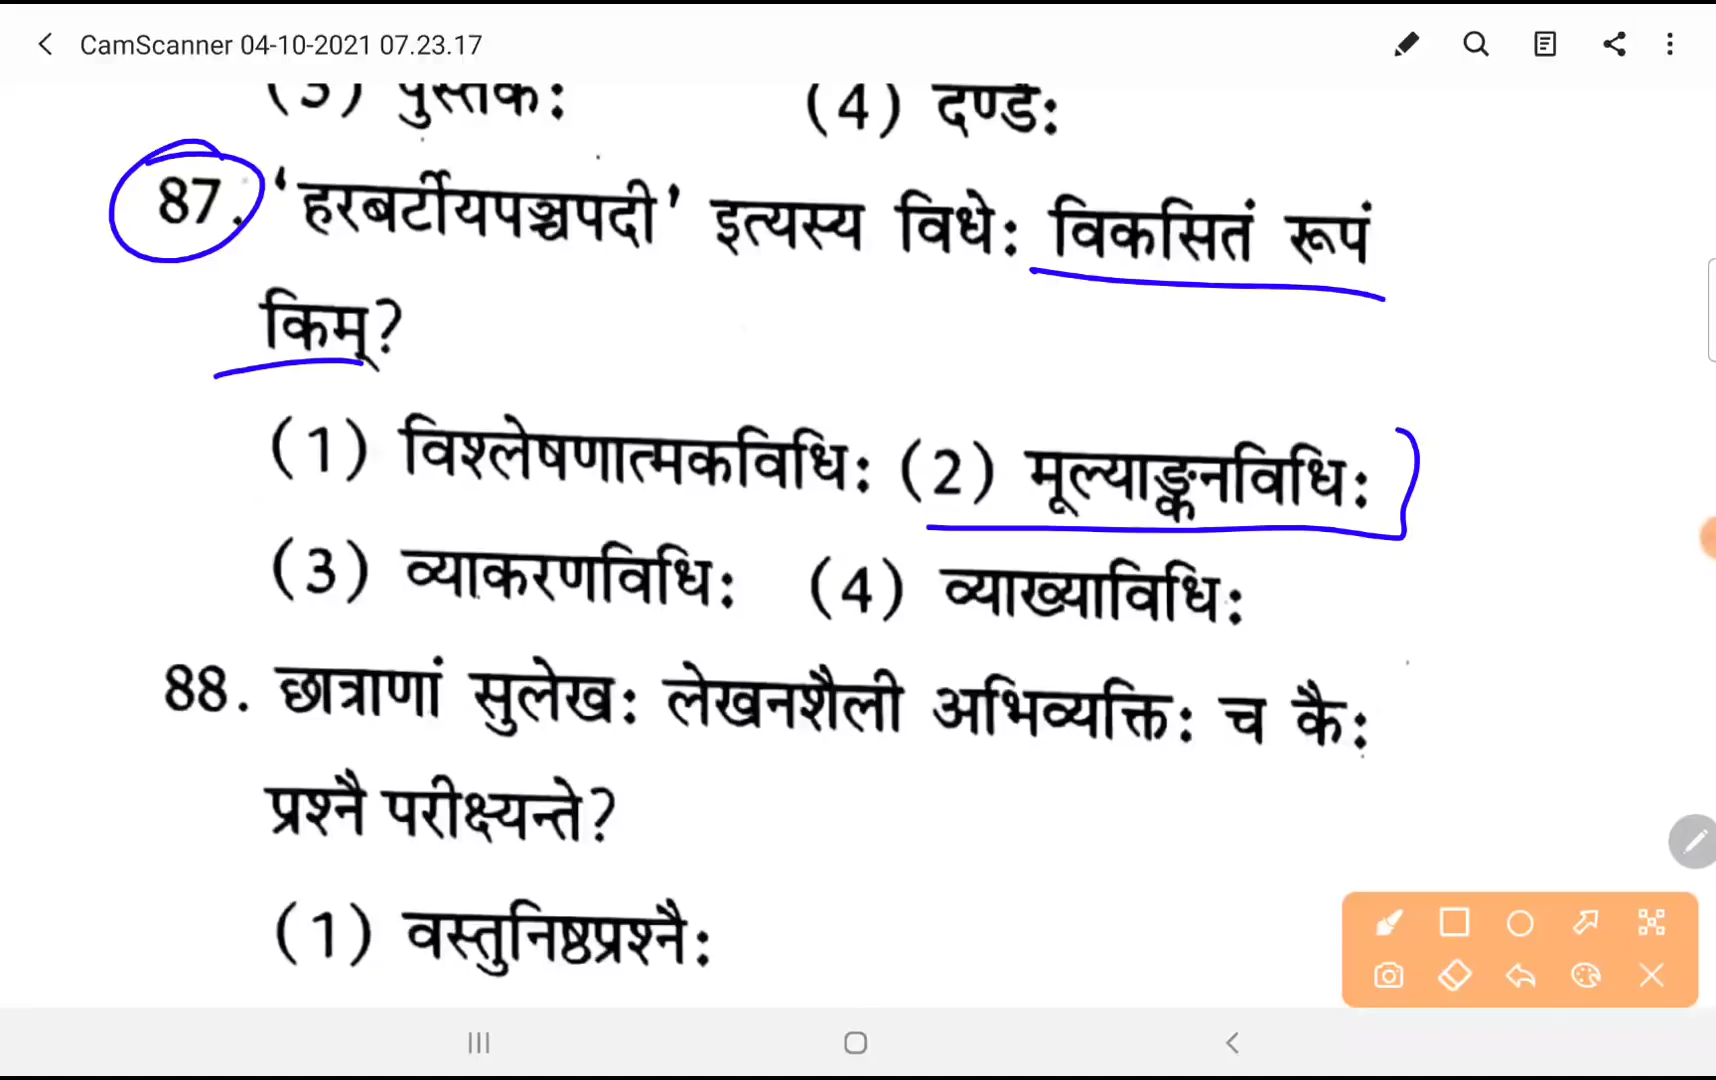 CamScanner 04-10-2021 07.23.17
(3) पुस्तकः (4) दण्डः
87. ‘हरबर्टीयपञ्चपदी’ इत्यस्य विधेः विकसितं रूपं
किम्?
(1) विश्लेषणात्मकविधिः (2) मूल्याङ्कनविधिः
(3) व्याकरणविधिः (4) व्याख्याविधिः
88. छात्राणां सुलेखः लेखनशैली अभिव्यक्तिः च कैः
प्रश्नै परीक्ष्यन्ते?
(1) वस्तुनिष्ठप्रश्नैः